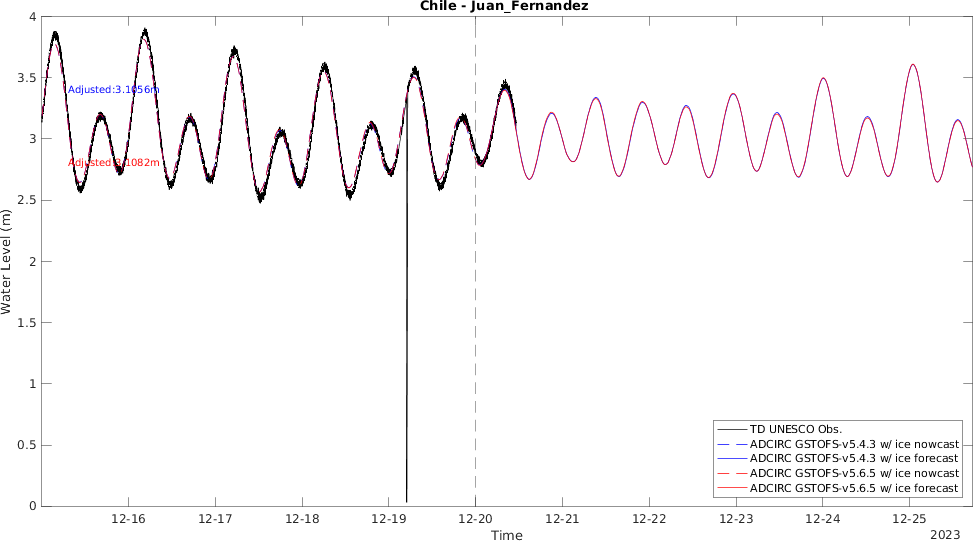 Chile - Juan_Fernandez
4
3.5
3
2.5
2
1.5
1
0.5
0
Water Level (m)
Adjusted:3.1056m
Adjusted:3.1082m
TD UNESCO Obs.
ADCIRC GSTOFS-v5.4.3 w/ ice nowcast
ADCIRC GSTOFS-v5.4.3 w/ ice forecast
ADCIRC GSTOFS-v5.6.5 w/ ice nowcast
ADCIRC GSTOFS-v5.6.5 w/ ice forecast
12-16 12-17 12-18 12-19 12-20 12-21 12-22 12-23 12-24 12-25
Time
2023